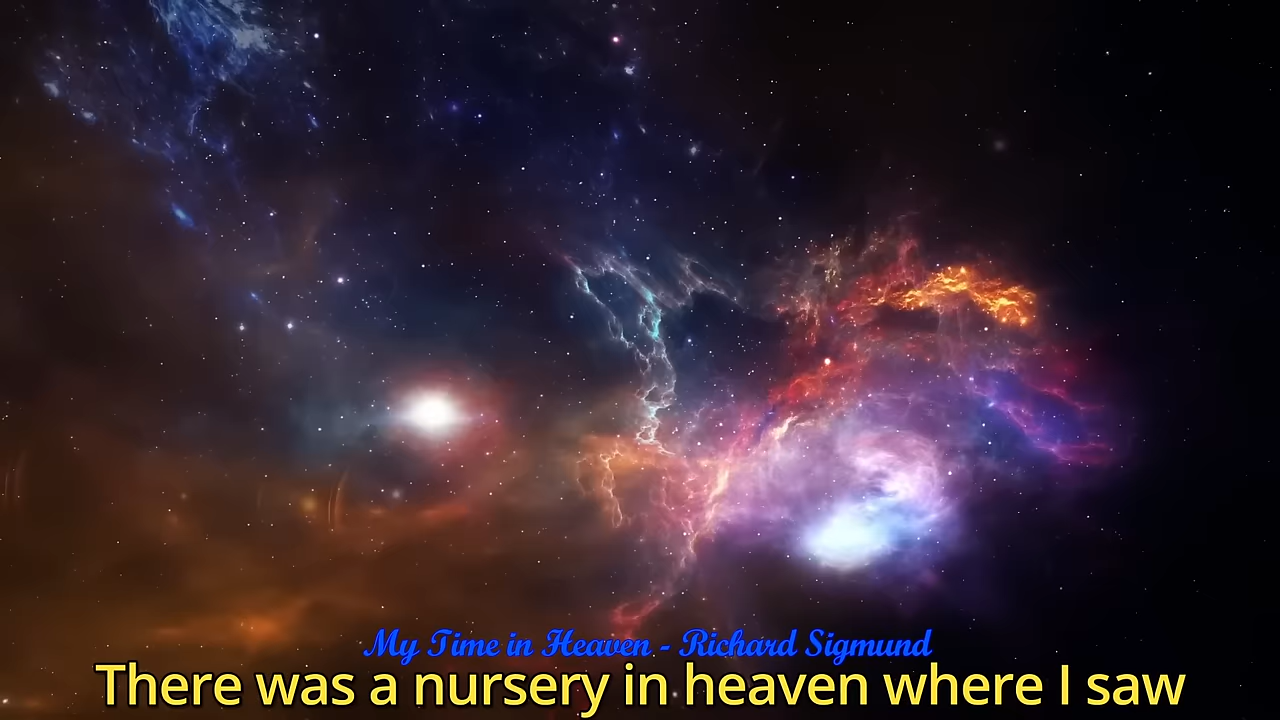 My Time in Heaven - Richard Sigmund
There was a nursery in heaven where I saw